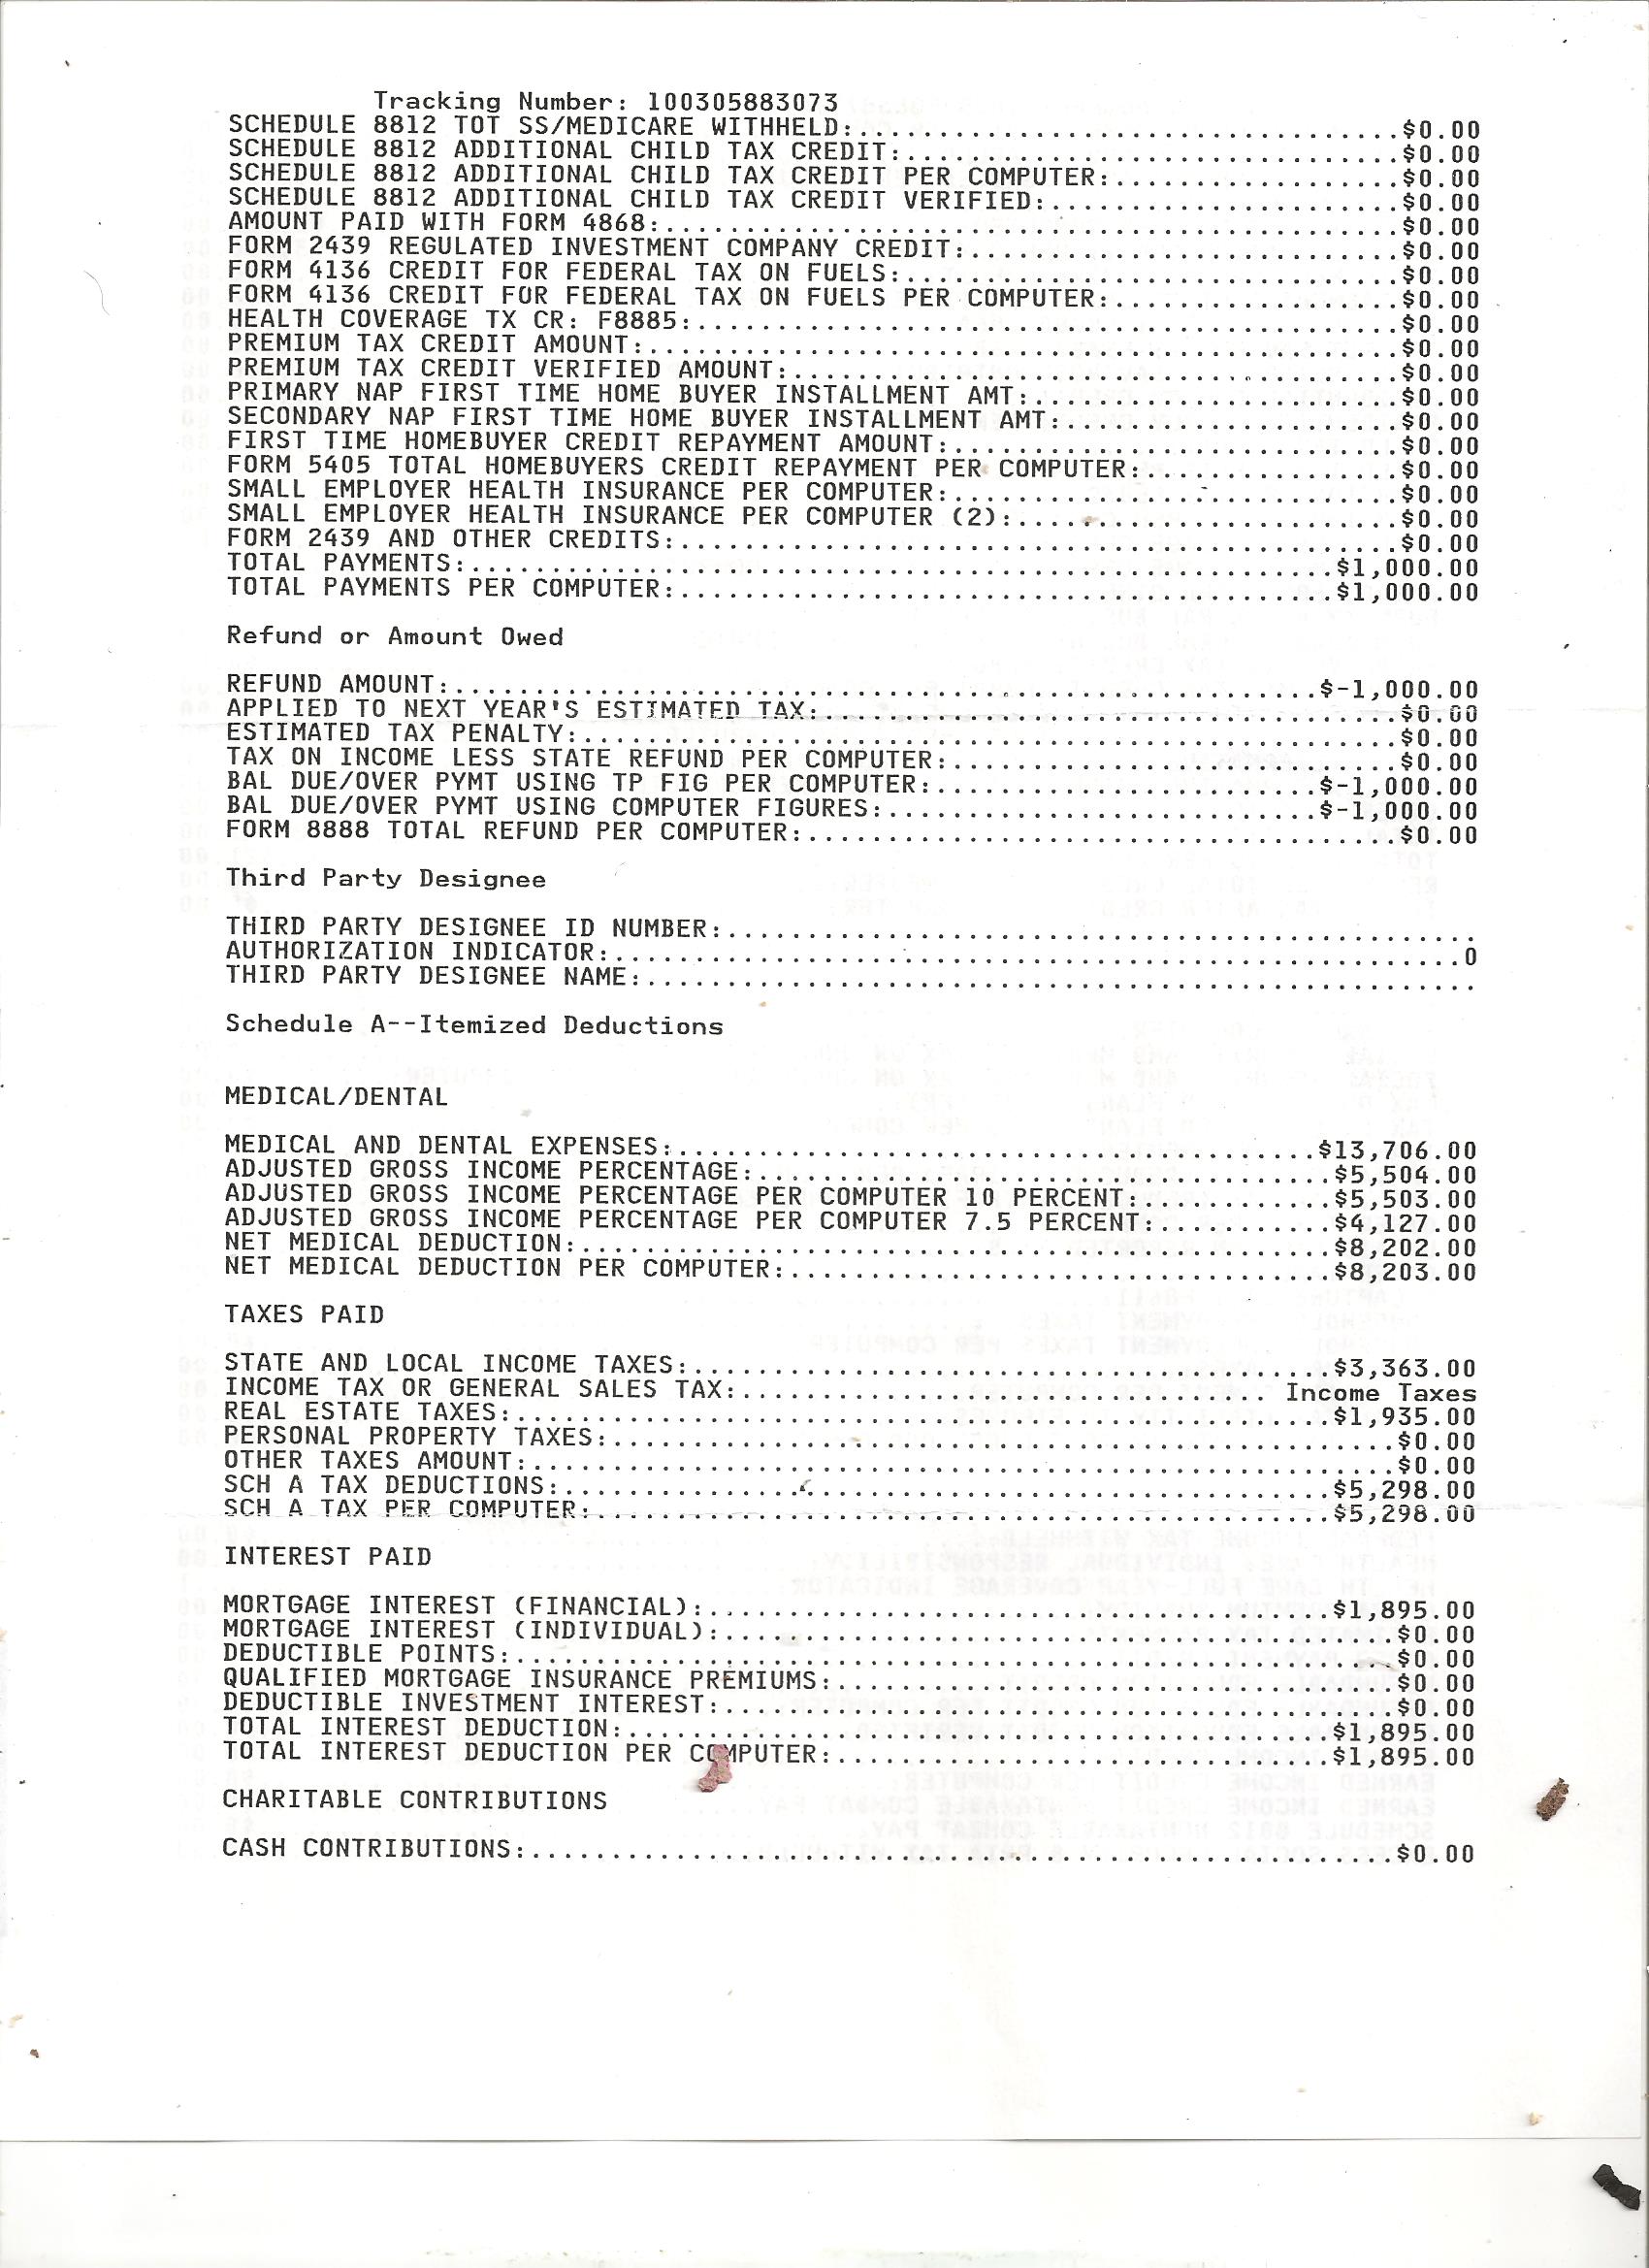 Tracking Number: 100305883073
SCHEDULE 8812 TOT SS/MEDICARE WITHHELD:..................................$0.00
SCHEDULE 8812 ADDITIONAL CHILD TAX CREDIT:...............................$0.00
SCHEDULE 8812 ADDITIONAL CHILD TAX CREDIT PER COMPUTER:..................$0.00
SCHEDULE 8812 ADDITIONAL CHILD TAX CREDIT VERIFIED:......................$0.00
AMOUNT PAID WITH FORM 4868:..............................................$0.00
FORM 2439 REGULATED INVESTMENT COMPANY CREDIT:...........................$0.00
FORM 4136 CREDIT FOR FEDERAL TAX ON FUELS:...............................$0.00
FORM 4136 CREDIT FOR FEDERAL TAX ON FUELS PER COMPUTER:..................$0.00
HEALTH COVERAGE TX CR: F8885:............................................$0.00
PREMIUM TAX CREDIT AMOUNT:...............................................$0.00
PREMIUM TAX CREDIT VERIFIED AMOUNT:......................................$0.00
PRIMARY NAP FIRST TIME HOME BUYER INSTALLMENT AMT:.......................$0.00
SECONDARY NAP FIRST TIME HOME BUYER INSTALLMENT AMT:.....................$0.00
FIRST TIME HOMEBUYER CREDIT REPAYMENT AMOUNT:............................$0.00
FORM 5405 TOTAL HOMEBUYERS CREDIT REPAYMENT PER COMPUTER:................$0.00
SMALL EMPLOYER HEALTH INSURANCE PER COMPUTER:............................$0.00
SMALL EMPLOYER HEALTH INSURANCE PER COMPUTER (2):........................$0.00
FORM 2439 AND OTHER CREDITS:.............................................$0.00
TOTAL PAYMENTS:......................................................$1,000.00
TOTAL PAYMENTS PER COMPUTER:.........................................$1,000.00
Refund or Amount Owed
REFUND AMOUNT:......................................................$-1,000.00
APPLIED TO NEXT YEAR'S ESTIMATED TAX:....................................$0.00
ESTIMATED TAX PENALTY:...................................................$0.00
TAX ON INCOME LESS STATE REFUND PER COMPUTER:............................$0.00
BAL DUE/OVER PYMT USING TP FIG PER COMPUTER:........................$-1,000.00
BAL DUE/OVER PYMT USING COMPUTER FIGURES:...........................$-1,000.00
FORM 8888 TOTAL REFUND PER COMPUTER:.....................................$0.00
Third Party Designee
THIRD PARTY DESIGNEE ID NUMBER:...............................................
AUTHORIZATION INDICATOR:.....................................................0
THIRD PARTY DESIGNEE NAME:....................................................
Schedule A--Itemized Deductions
MEDICAL/DENTAL
MEDICAL AND DENTAL EXPENSES:........................................$13,706.00
ADJUSTED GROSS INCOME PERCENTAGE:....................................$5,504.00
ADJUSTED GROSS INCOME PERCENTAGE PER COMPUTER 10 PERCENT:............$5,503.00
ADJUSTED GROSS INCOME PERCENTAGE PER COMPUTER 7.5 PERCENT:...........$4,127.00
NET MEDICAL DEDUCTION:...............................................$8,202.00
NET MEDICAL DEDUCTION PER COMPUTER:..................................$8,203.00
TAXES PAID
STATE AND LOCAL INCOME TAXES:........................................$3,363.00
INCOME TAX OR GENERAL SALES TAX:..................................Income Taxes
REAL ESTATE TAXES:...................................................$1,935.00
PERSONAL PROPERTY TAXES:.................................................$0.00
OTHER TAXES AMOUNT:......................................................$0.00
SCH A TAX DEDUCTIONS:................................................$5,298.00
SCH A TAX PER COMPUTER:..............................................$5,298.00
INTEREST PAID
MORTGAGE INTEREST (FINANCIAL):.......................................$1,895.00
MORTGAGE INTEREST (INDIVIDUAL):..........................................$0.00
DEDUCTIBLE POINTS:.......................................................$0.00
QUALIFIED MORTGAGE INSURANCE PREMIUMS:...................................$0.00
DEDUCTIBLE INVESTMENT INTEREST:..........................................$0.00
TOTAL INTEREST DEDUCTION:............................................$1,895.00
TOTAL INTEREST DEDUCTION PER COMPUTER:...............................$1,895.00
CHARITABLE CONTRIBUTIONS
CASH CONTRIBUTIONS:......................................................$0.00